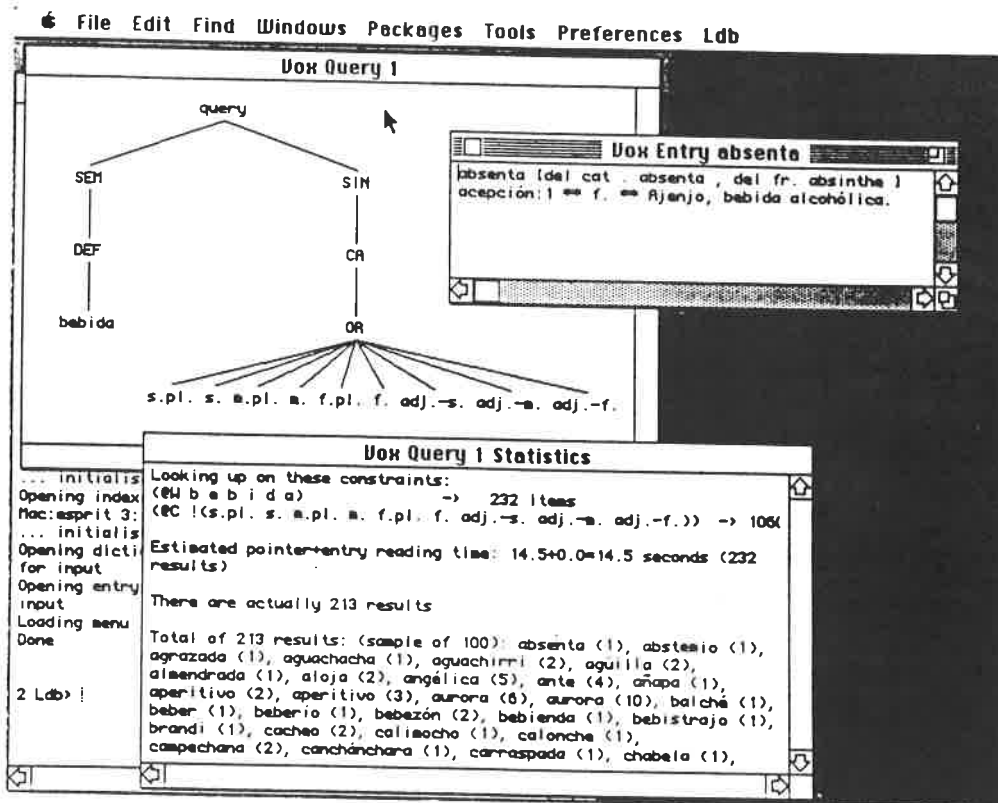 File Edit Find Windows Packages Tools Preferences Ldb
Vox Query 1
query
SEM SIN
DEF CA
bebida OR
s.pl. s. m.pl. m. f.pl. f. adj.-s. adj.-m. adj.-f.
Vox Entry absenta
absenta [del cat . absenta , del fr. absinthe ]
acepción:1 ** f. ** Ajenjo, bebida alcohólica.
... initialis
Opening index
Mac:esprit 3:
... initialis
Opening dicti
for input
Opening entry
input
Loading menu
Done
2 Ldb>
Vox Query 1 Statistics
Looking up on these constraints:
(@W b e b i d a) -> 232 items
(@C !(s.pl. s. m.pl. m. f.pl. f. adj.-s. adj.-m. adj.-f.)) ->
Estimated pointer+entry reading time: 14.5+0.0=14.5 seconds (232
results)
There are actually 213 results
Total of 213 results: (sample of 100): absenta (1), abstemio (1),
agrazada (1), aguachacha (1), aguachirri (2), agüilla (2),
almendrada (1), aloja (2), angélica (5), ante (4), añapa (1),
aperitivo (2), aperitivo (3), aurora (6), aurora (10), balché (1),
beber (1), beberío (1), bebezón (2), bebienda (1), bebistrajo (1),
brandi (1), cacheo (2), calimocho (1), calonche (1),
campechana (2), canchánchara (1), carraspada (1), chabela (1),